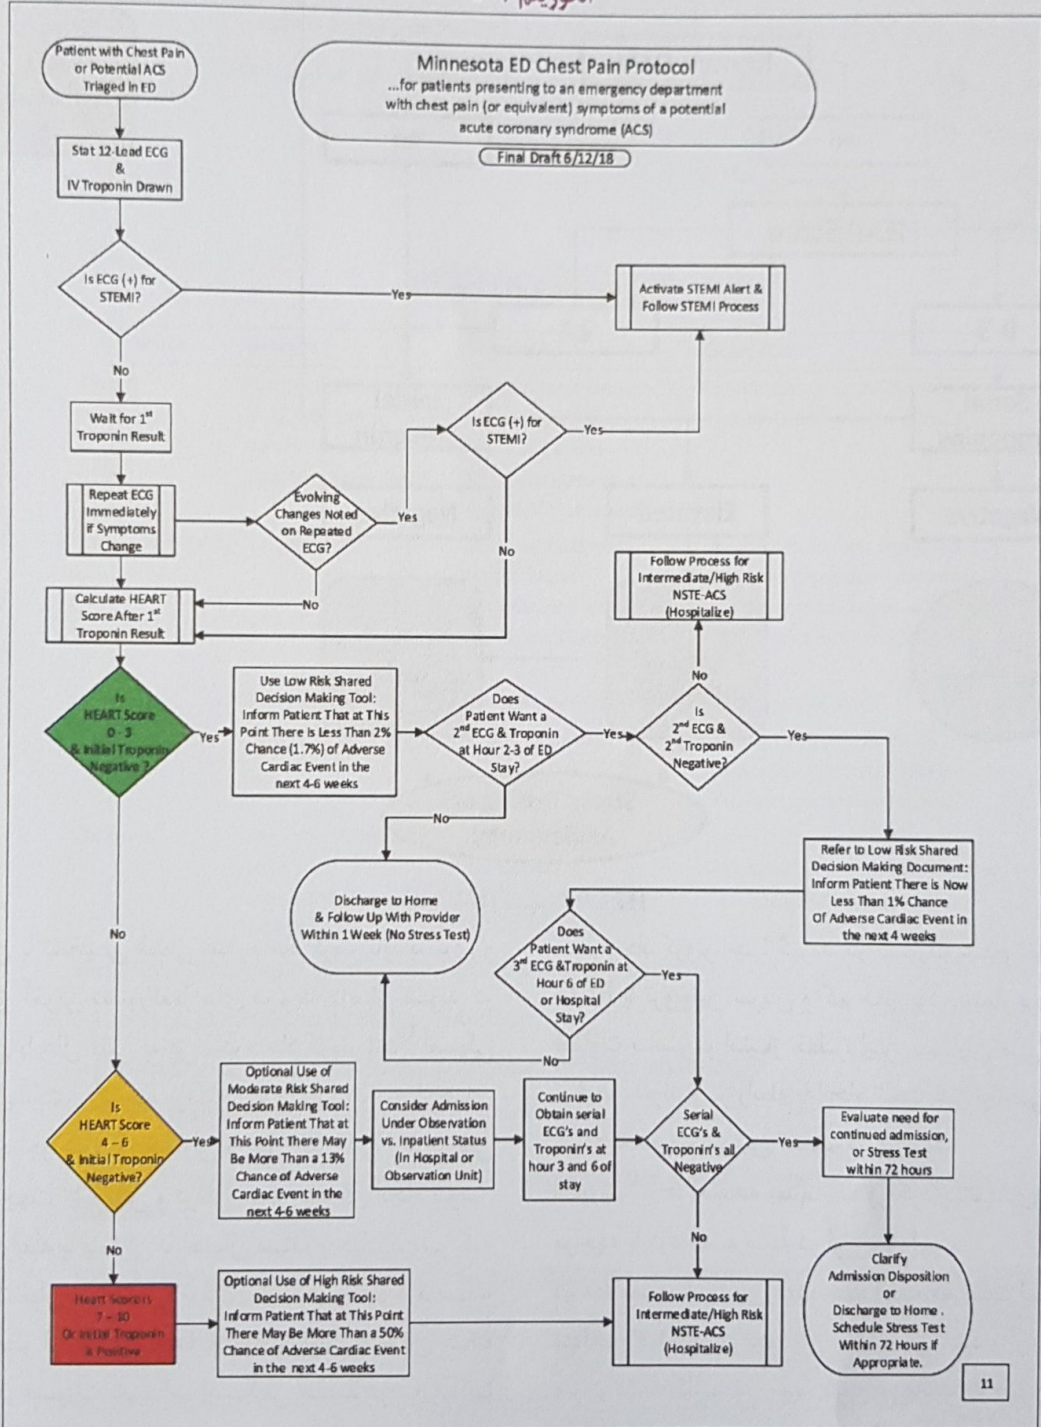 Patient with Chest Pain
or Potential ACS
Triaged in ED
Minnesota ED Chest Pain Protocol
...for patients presenting to an emergency department
with chest pain (or equivalent) symptoms of a potential
acute coronary syndrome (ACS)
Final Draft 6/12/18
Stat 12-Lead ECG
&
IV Troponin Drawn
Is ECG (+) for
STEMI?
Yes
Activate STEMI Alert &
Follow STEMI Process
No
Wait for 1st
Troponin Result
Is ECG (+) for
STEMI?
Yes
Repeat ECG
Immediately
if Symptoms
Change
Evolving
Changes Noted
on Repeated
ECG?
Yes
No
No
Calculate HEART
Score After 1st
Troponin Result
Follow Process for
Intermediate/High Risk
NSTE-ACS
(Hospitalize)
No
Is
HEART Score
0 - 3
& Initial Troponin
Negative ?
Yes
Use Low Risk Shared
Decision Making Tool:
Inform Patient That at This
Point There is Less Than 2%
Chance (1.7%) of Adverse
Cardiac Event in the
next 4-6 weeks
Does
Patient Want a
2nd ECG & Troponin
at Hour 2-3 of ED
Stay?
Yes
Is
2nd ECG &
2nd Troponin
Negative?
Yes
No
Refer to Low Risk Shared
Decision Making Document:
Inform Patient There is Now
Less Than 1% Chance
Of Adverse Cardiac Event in
the next 4 weeks
Discharge to Home
& Follow Up With Provider
Within 1 Week (No Stress Test)
Does
Patient Want a
3rd ECG &Troponin at
Hour 6 of ED
or Hospital
Stay?
Yes
No
No
Is
HEART Score
4 – 6
& Initial Troponin
Negative?
Yes
Optional Use of
Moderate Risk Shared
Decision Making Tool:
Inform Patient That at
This Point There May
Be More Than a 13%
Chance of Adverse
Cardiac Event in the
next 4-6 weeks
Consider Admission
Under Observation
vs. Inpatient Status
(In Hospital or
Observation Unit)
Continue to
Obtain serial
ECG's and
Troponin's at
hour 3 and 6 of
stay
Serial
ECG's &
Troponin's all
Negative
Yes
Evaluate need for
continued admission,
or Stress Test
within 72 hours
No
No
Heart Score is
7 – 10
Or initial Troponin
is Positive
Optional Use of High Risk Shared
Decision Making Tool:
Inform Patient That at This Point
There May Be More Than a 50%
Chance of Adverse Cardiac Event
in the next 4-6 weeks
Follow Process for
Intermediate/High Risk
NSTE-ACS
(Hospitalize)
Clarify
Admission Disposition
or
Discharge to Home .
Schedule Stress Test
Within 72 Hours if
Appropriate.
11